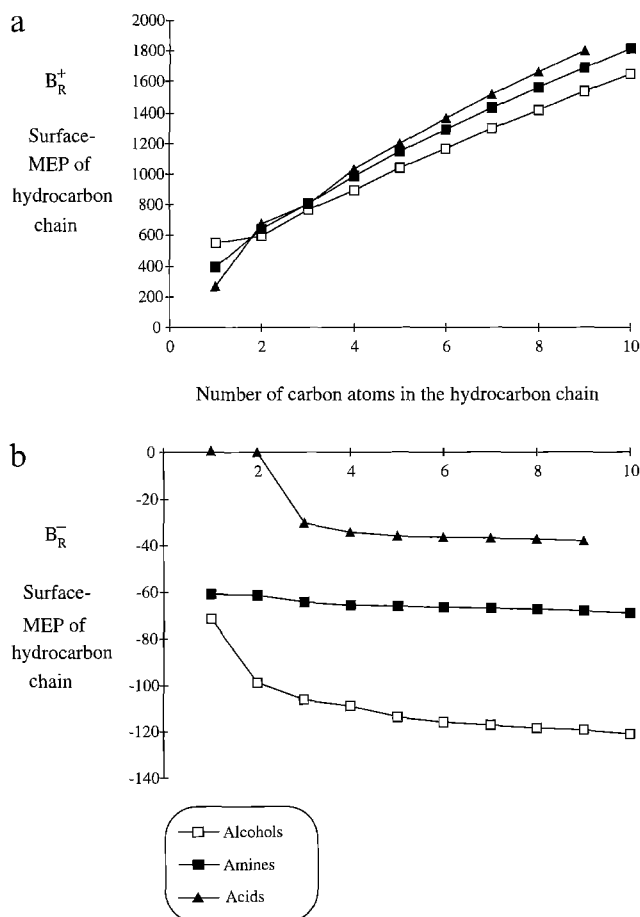 a
B_R^+
Surface-
MEP of
hydrocarbon
chain
2000
1800
1600
1400
1200
1000
800
600
400
200
0
0 2 4 6 8 10
Number of carbon atoms in the hydrocarbon chain
b
B_R^-
Surface-
MEP of
hydrocarbon
chain
0
-20
-40
-60
-80
-100
-120
-140
2 4 6 8 10
Alcohols
Amines
Acids